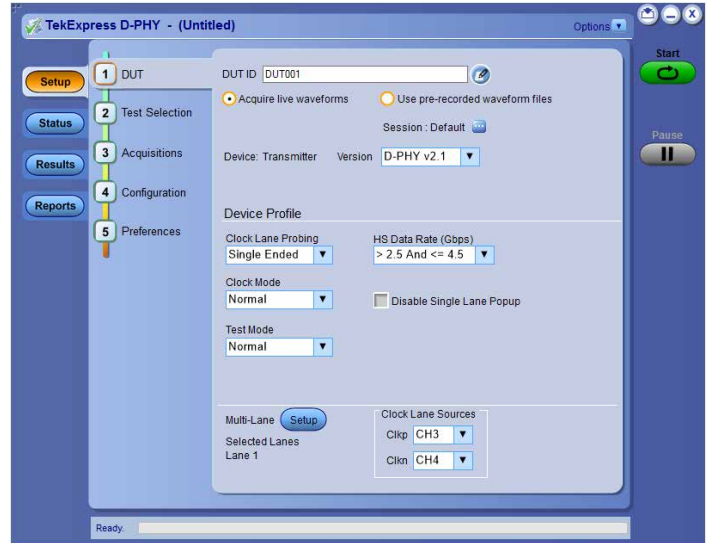 TekExpress D-PHY - (Untitled)
Options
Start
Setup
Status
Results
Reports
Pause
1 DUT
2 Test Selection
3 Acquisitions
4 Configuration
5 Preferences
DUT ID DUT001
Acquire live waveforms
Use pre-recorded waveform files
Session : Default
Device: Transmitter Version D-PHY v2.1
Device Profile
Clock Lane Probing
Single Ended
HS Data Rate (Gbps)
> 2.5 And <= 4.5
Clock Mode
Normal
Disable Single Lane Popup
Test Mode
Normal
Multi-Lane Setup
Selected Lanes
Lane 1
Clock Lane Sources
Clkp CH3
Clkn CH4
Ready.